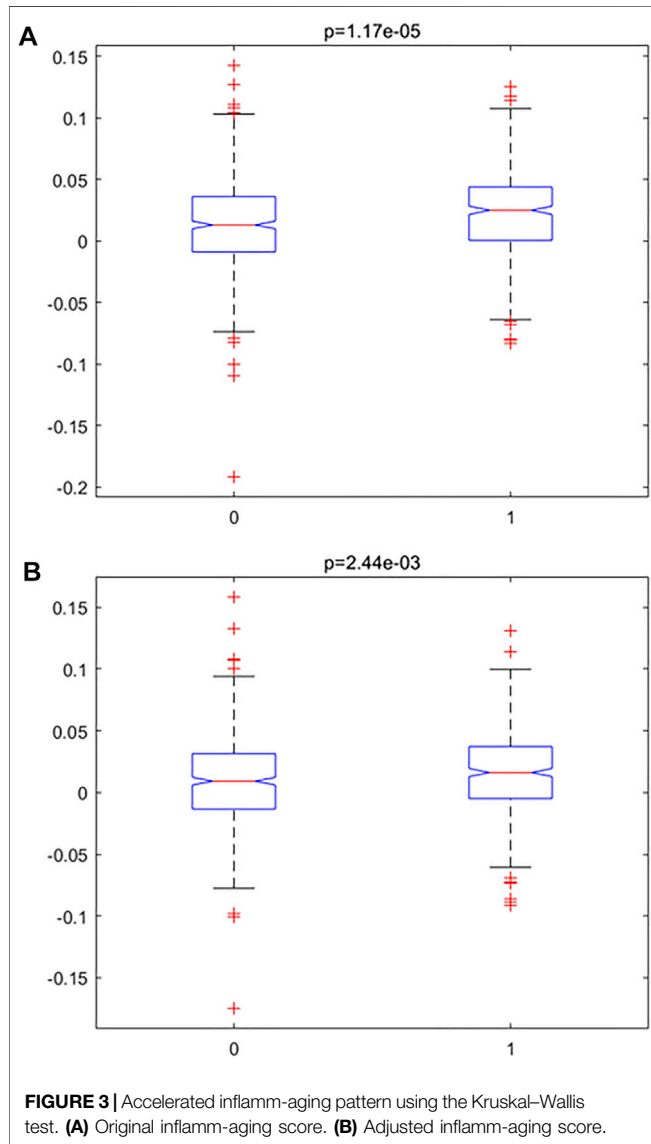 A
p=1.17e-05
0.15
0.1
0.05
0
-0.05
-0.1
-0.15
-0.2
0 1
B
p=2.44e-03
0.15
0.1
0.05
0
-0.05
-0.1
-0.15
0 1
FIGURE 3 | Accelerated inflamm-aging pattern using the Kruskal–Wallis
test. (A) Original inflamm-aging score. (B) Adjusted inflamm-aging score.